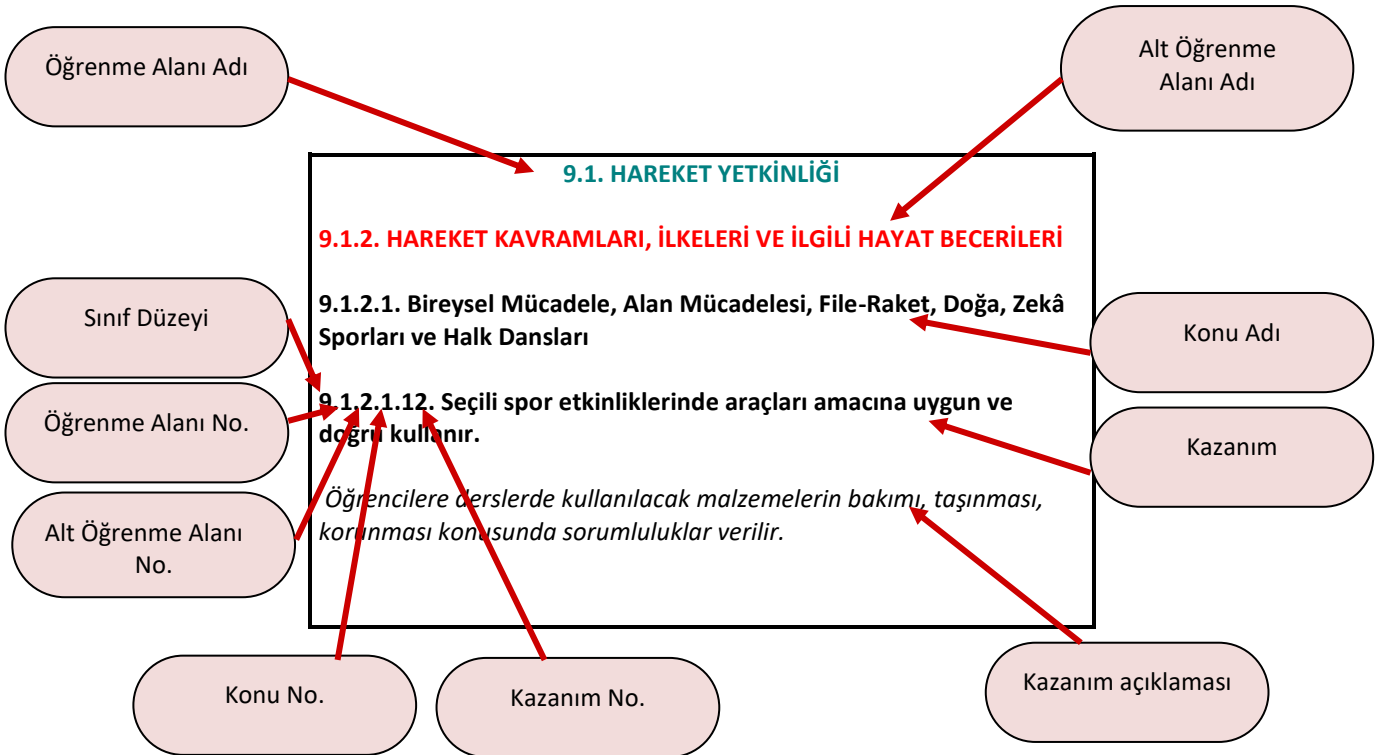 Öğrenme Alanı Adı
Alt Öğrenme
Alanı Adı
9.1. HAREKET YETKİNLİĞİ
9.1.2. HAREKET KAVRAMLARI, İLKELERİ VE İLGİLİ HAYAT BECERİLERİ
9.1.2.1. Bireysel Mücadele, Alan Mücadelesi, File-Raket, Doğa, Zekâ
Sporları ve Halk Dansları
9.1.2.1.12. Seçili spor etkinliklerinde araçları amacına uygun ve
doğru kullanır.
Öğrencilere derslerde kullanılacak malzemelerin bakımı, taşınması,
korunması konusunda sorumluluklar verilir.
Sınıf Düzeyi
Öğrenme Alanı No.
Alt Öğrenme Alanı
No.
Konu Adı
Kazanım
Konu No.
Kazanım No.
Kazanım açıklaması